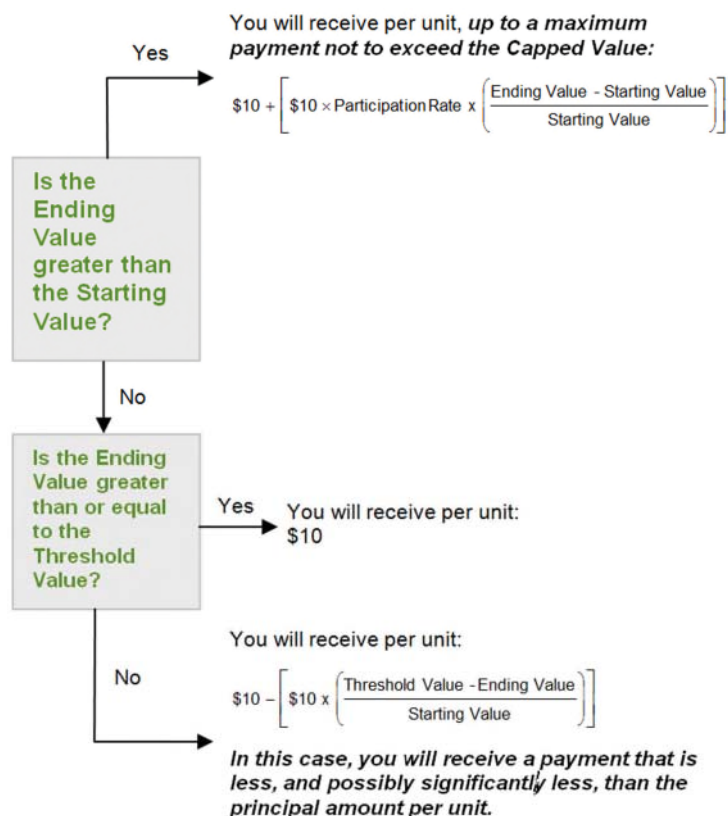 You will receive per unit, up to a maximum
payment not to exceed the Capped Value:
Yes
$10 + [ $10 × Participation Rate x ( Ending Value - Starting Value / Starting Value ) ]
Is the
Ending
Value
greater than
the Starting
Value?
No
Is the Ending
Value greater
than or equal
to the
Threshold
Value?
Yes
You will receive per unit:
$10
No
You will receive per unit:
$10 – [ $10 x ( Threshold Value - Ending Value / Starting Value ) ]
In this case, you will receive a payment that is
less, and possibly significantly less, than the
principal amount per unit.